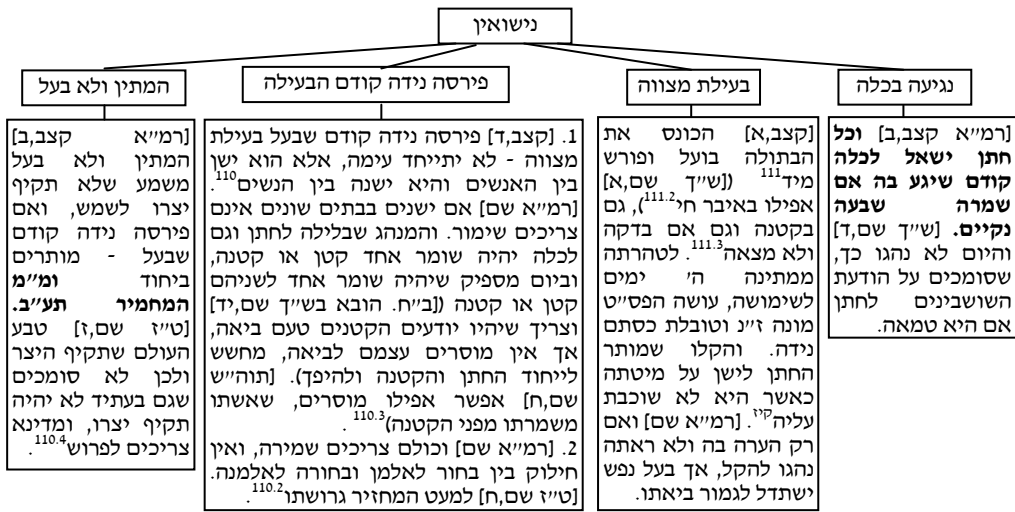 נישואין
נגיעה בכלה
[רמ״א קצב,ב] וכל
חתן ישאל לכלה
קודם שיגע בה אם
שמרה שבעה
נקיים. [ש״ך שם,ד]
והיום לא נהגו כך,
שסומכים על הודעת
השושבינים לחתן
אם היא טמאה.
בעילת מצווה
[קצב,א] הכונס את
הבתולה בועל ופורש
מיד111 ([ש״ך שם,א]
אפילו באיבר חי111.2), גם
בקטנה וגם אם בדקה
ולא מצאה111.3. לטהרתה
ממתינה ה׳ ימים
לשימושה, עושה הפס״ט
מונה ז״נ וטובלת כסתם
נידה. והקלו שמותר
החתן לישן על מיטתה
כאשר היא לא שוכבת
עליהקיז. [רמ״א שם] ואם
רק הערה בה ולא ראתה
נהגו להקל, אך בעל נפש
ישתדל לגמור ביאתו.
פירסה נידה קודם הבעילה
1. [קצב,ד] פירסה נידה קודם שבעל בעילת
מצווה - לא יתייחד עימה, אלא הוא ישן
בין האנשים והיא ישנה בין הנשים110.
[רמ״א שם] אם ישנים בבתים שונים אינם
צריכים שימור. והמנהג שבלילה לחתן וגם
לכלה יהיה שומר אחד קטן או קטנה,
וביום מספיק שיהיה שומר אחד לשניהם
קטן או קטנה ([ב״ח. הובא בש״ך שם,יד]
וצריך שיהיו יודעים הקטנים טעם ביאה,
אך אין מוסרים עצמם לביאה, מחשש
לייחוד החתן והקטנה ולהיפך). [תוה״ש
שם,ח] אפשר אפילו מוסרים, שאשתו
משמרתו מפני הקטנה)110.3.
2. [רמ״א שם] וכולם צריכים שמירה, ואין
חילוק בין בחור לאלמן ובחורה לאלמנה.
[ט״ז שם,ח] למעט המחזיר גרושתו110.2.
המתין ולא בעל
[רמ״א קצב,ב]
המתין ולא בעל
משמע שלא תקיף
יצרו לשמש, ואם
פירסה נידה קודם
שבעל - מותרים
ביחוד ומ״מ
המחמיר תע״ב.
[ט״ז שם,ז] טבע
העולם שתקיף היצר
ולכן לא סומכים
שגם בעתיד לא יהיה
תקיף יצרו, ומדינא
צריכים לפרוש110.4.